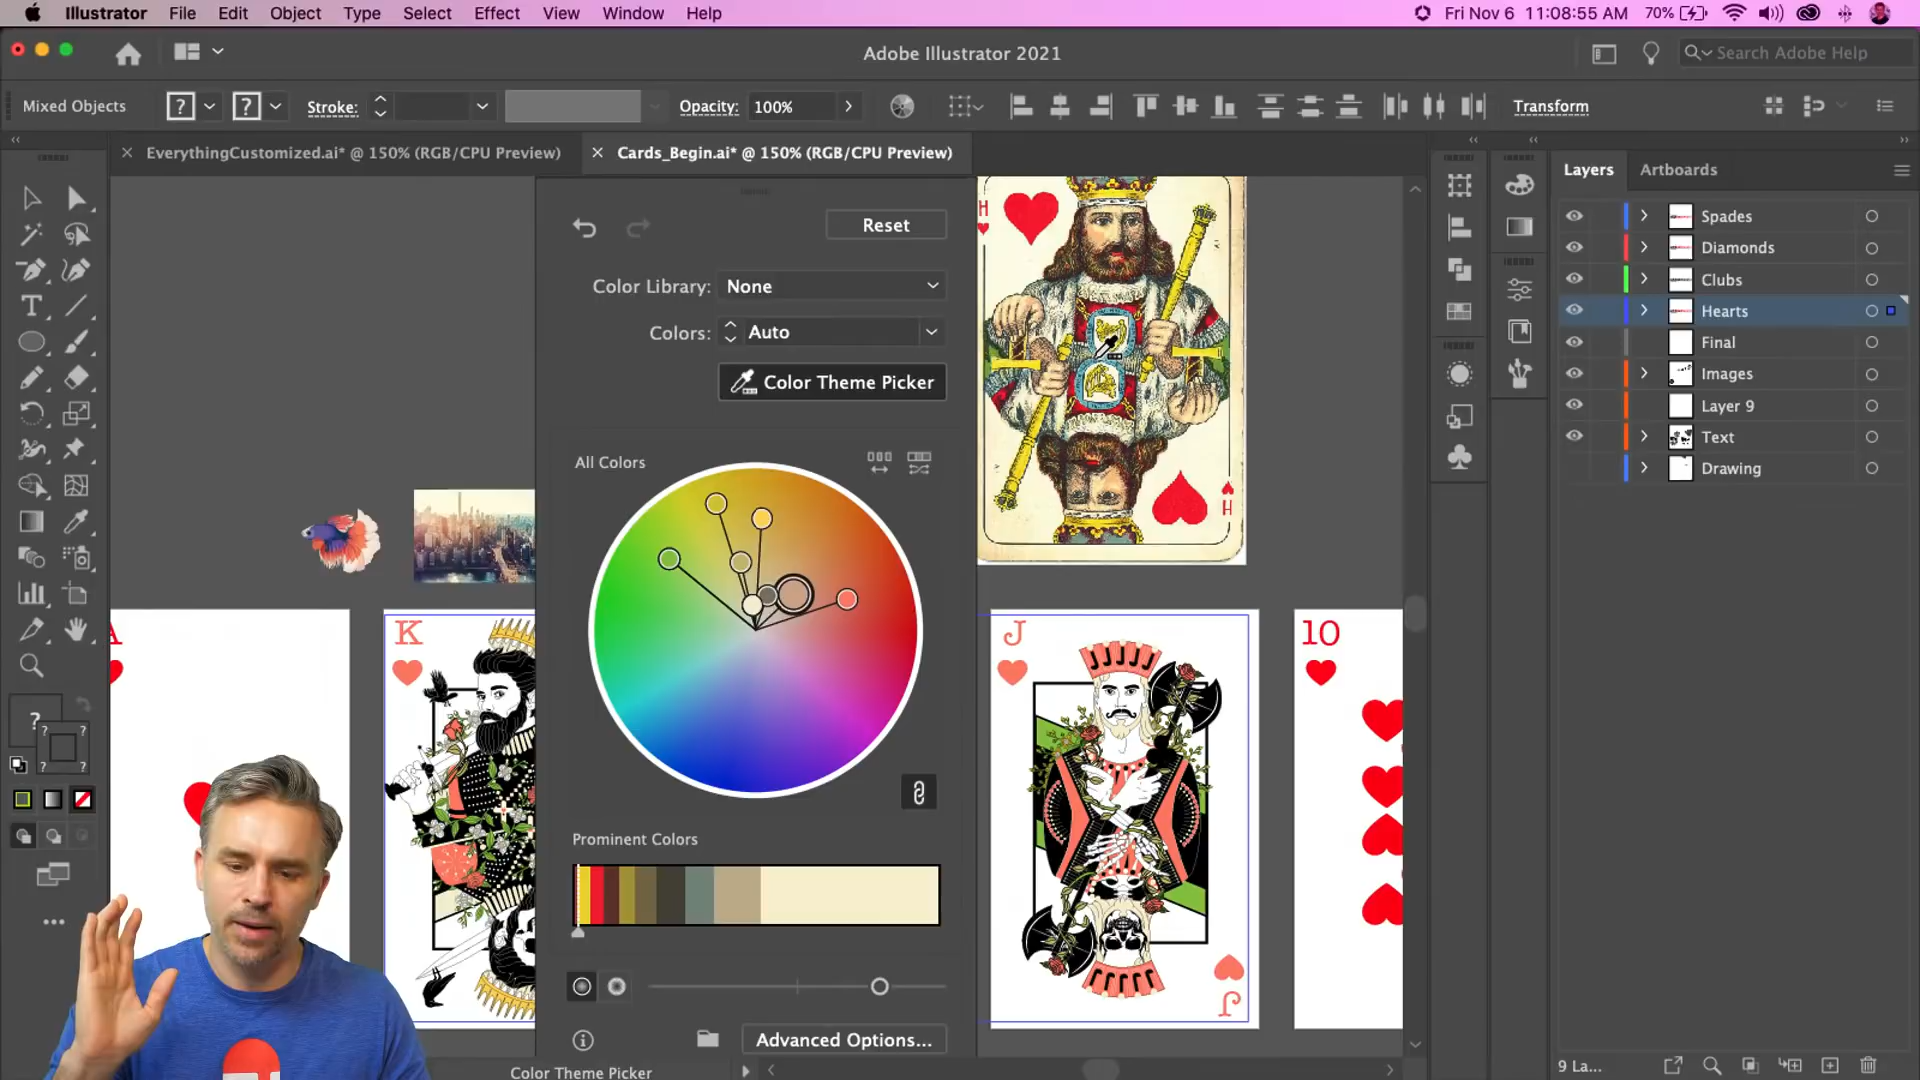 Illustrator File Edit Object Type Select Effect View Window Help
Fri Nov 6 11:08:55 AM 70%
Adobe Illustrator 2021
Search Adobe Help
Mixed Objects
? ?
Stroke:
Opacity: 100%
Transform
EverythingCustomized.ai* @ 150% (RGB/CPU Preview)
Cards_Begin.ai* @ 150% (RGB/CPU Preview)
Layers
Artboards
Reset
Color Library: None
Colors: Auto
Color Theme Picker
All Colors
Prominent Colors
Advanced Options...
Color Theme Picker
H
H
A
K
J
JJJJJ
J
10
?
? ?
? ?
Spades
Diamonds
Clubs
Hearts
Final
Images
Layer 9
Text
Drawing
9 La...